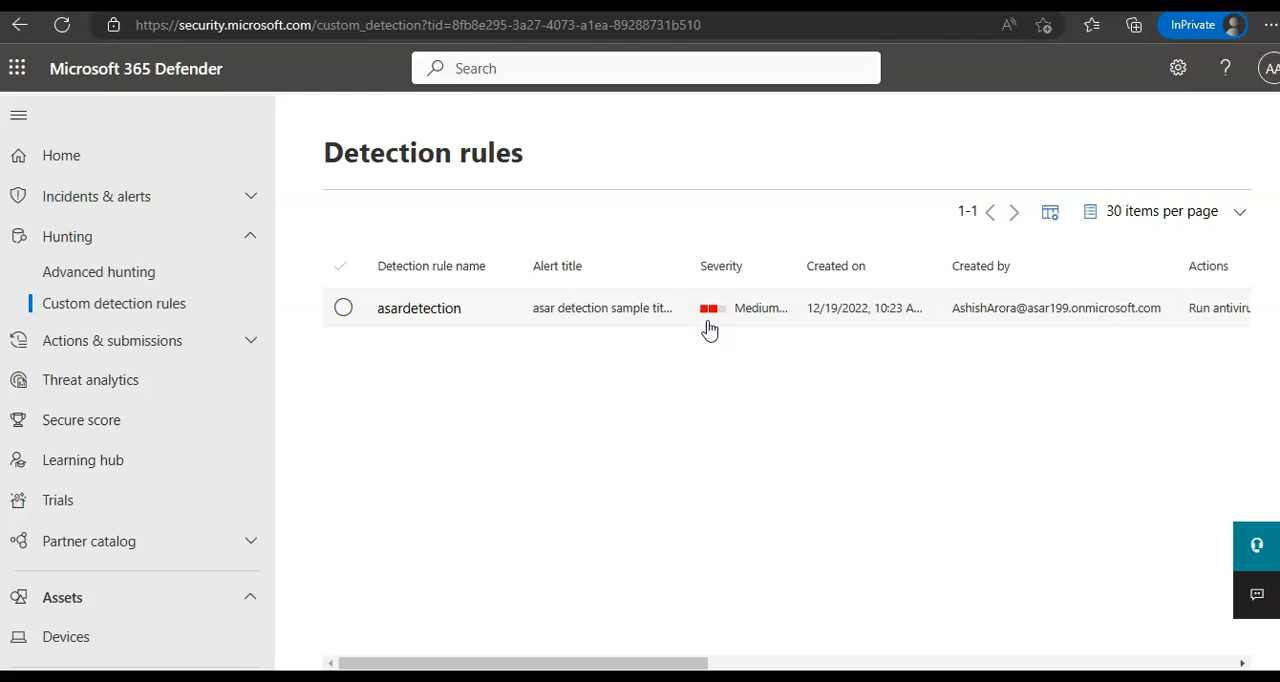 https://security.microsoft.com/custom_detection?tid=8fb8e295-3a27-4073-a1ea-89288731b510
InPrivate
Microsoft 365 Defender
Search
?
AA
Home
Incidents & alerts
Hunting
Advanced hunting
Custom detection rules
Actions & submissions
Threat analytics
Secure score
Learning hub
Trials
Partner catalog
Assets
Devices
Detection rules
1-1
30 items per page
Detection rule name Alert title Severity Created on Created by Actions
asardetection asar detection sample tit... Medium... 12/19/2022, 10:23 A... AshishArora@asar199.onmicrosoft.com Run antiviru